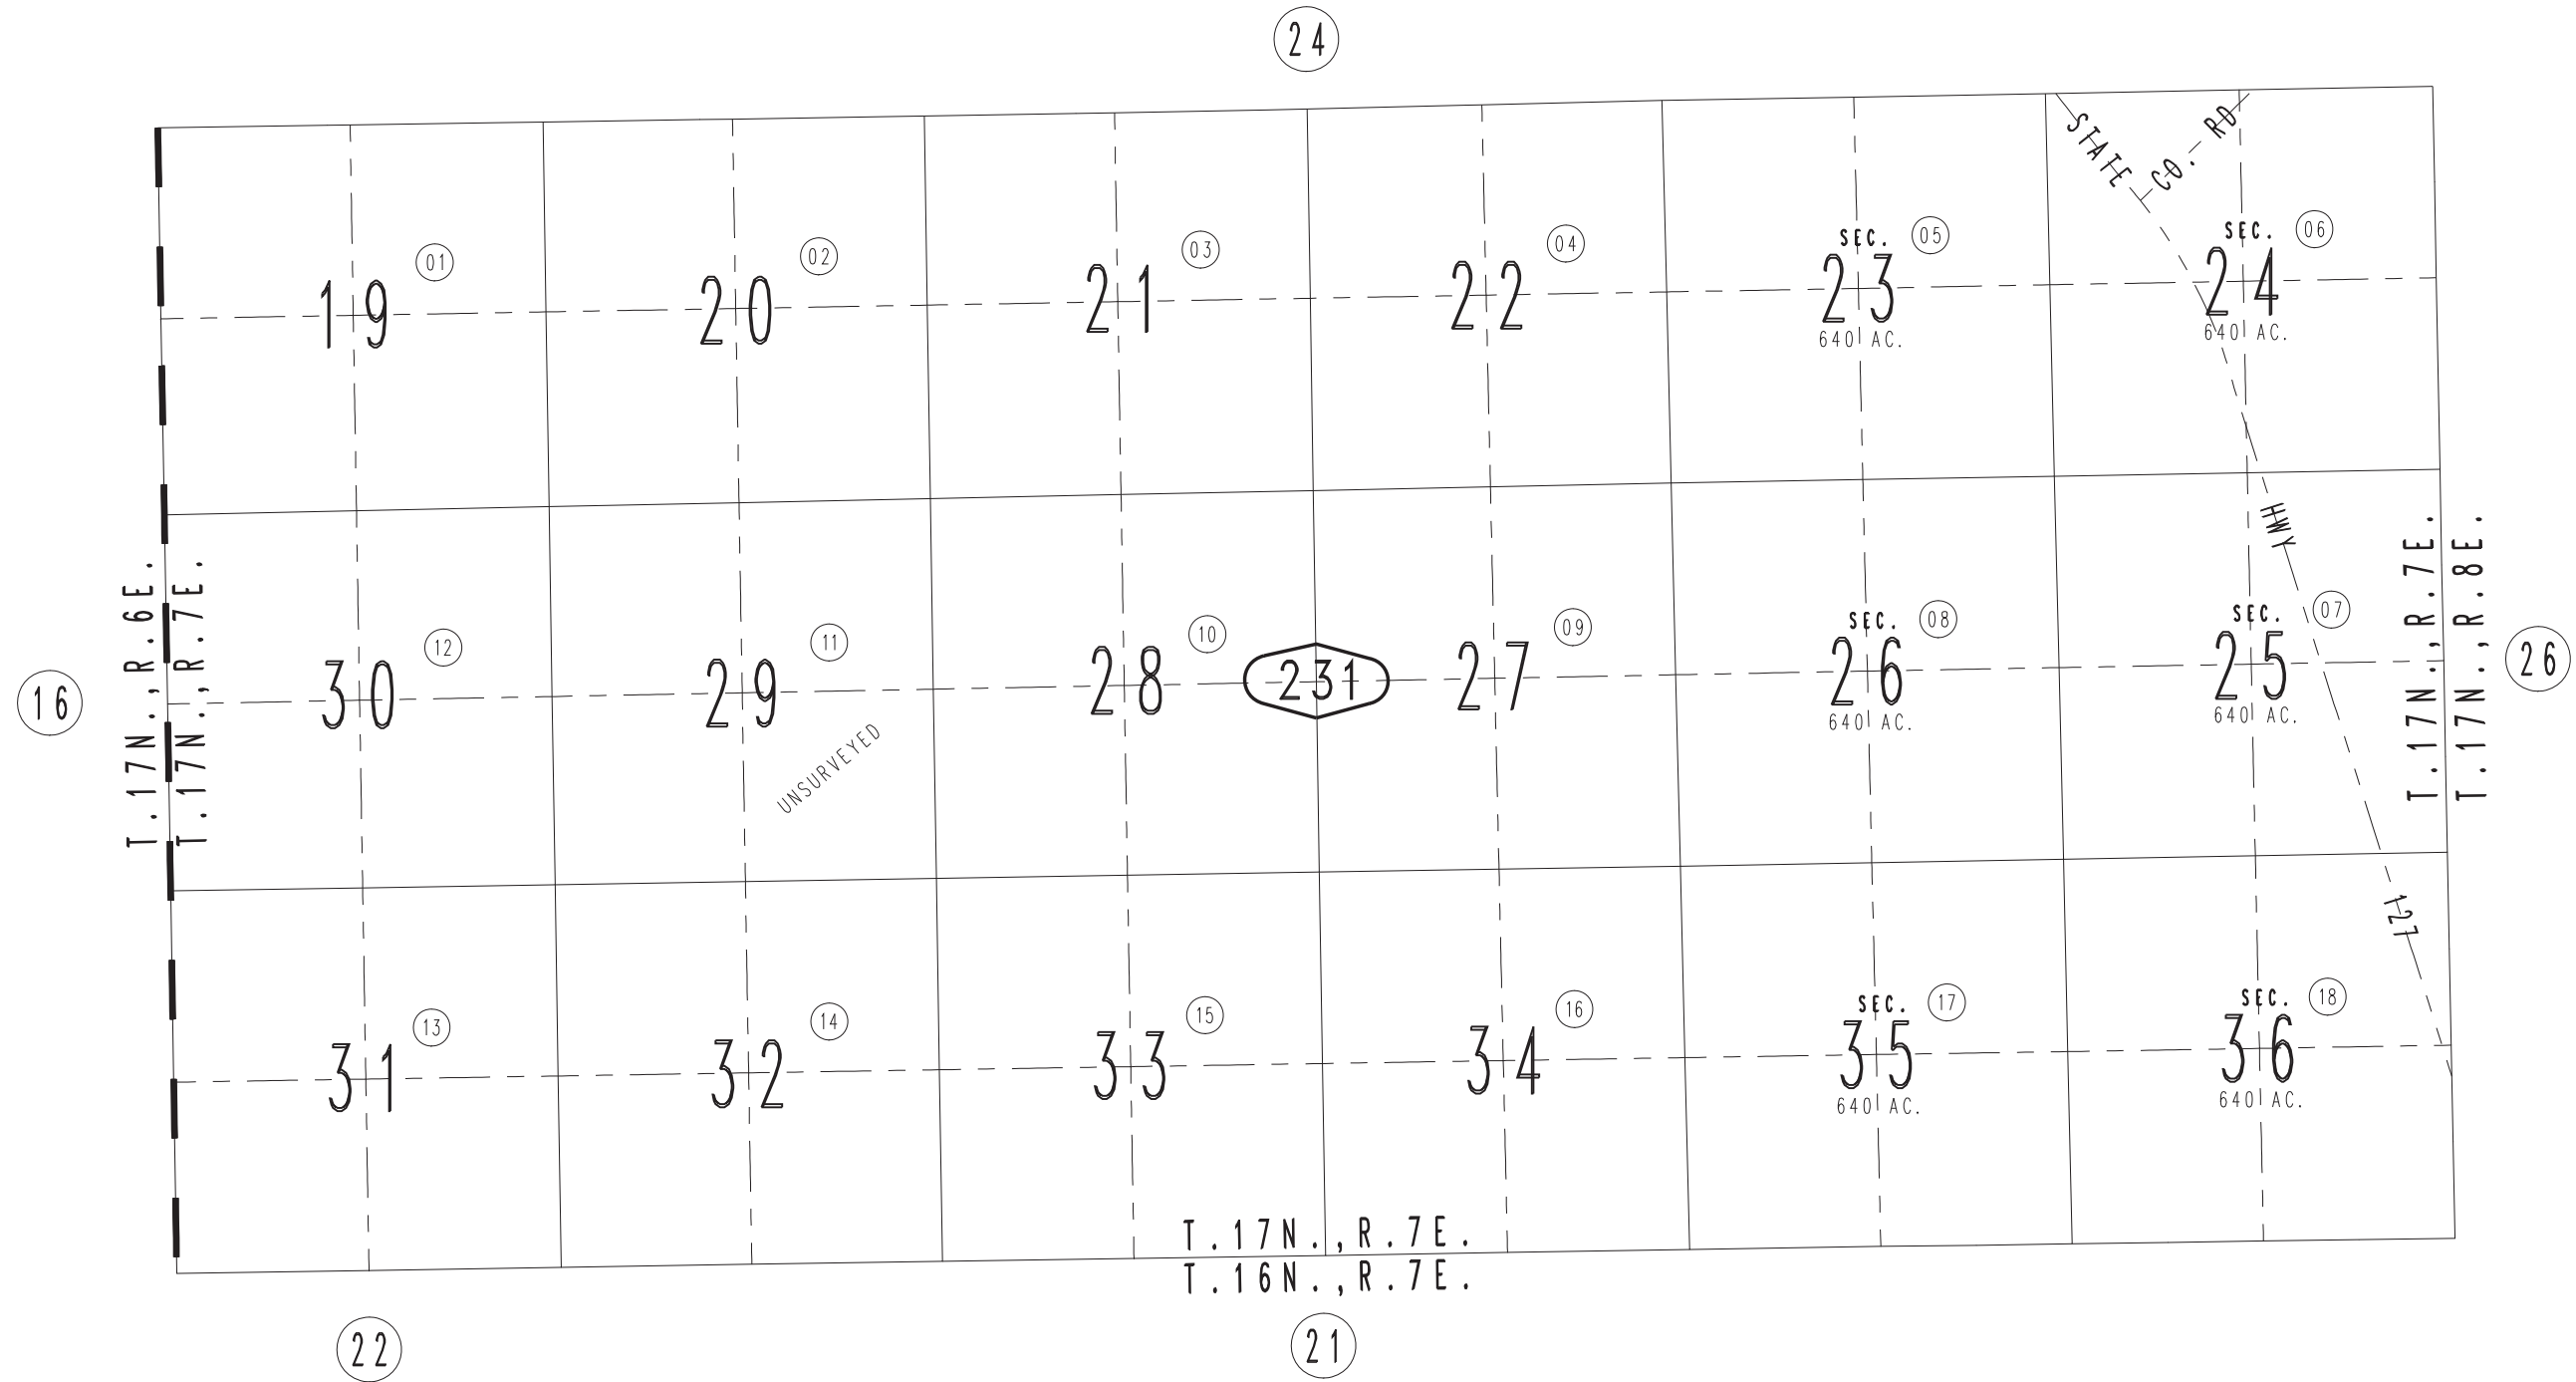 24
STATE
CO. RD
19 01
20 02
21 03
22 04
SEC.
23 05
640 AC.
SEC.
24 06
640 AC.
HWY
T.17N.,R.6E.
T.17N.,R.7E.
16
30 12
29 11
UNSURVEYED
28 10
231
27 09
SEC.
26 08
640 AC.
SEC.
25 07
640 AC.
T.17N.,R.7E.
T.17N.,R.8E.
26
127
31 13
32 14
33 15
34 16
SEC.
35 17
640 AC.
SEC.
36 18
640 AC.
T.17N.,R.7E.
T.16N.,R.7E.
22
21